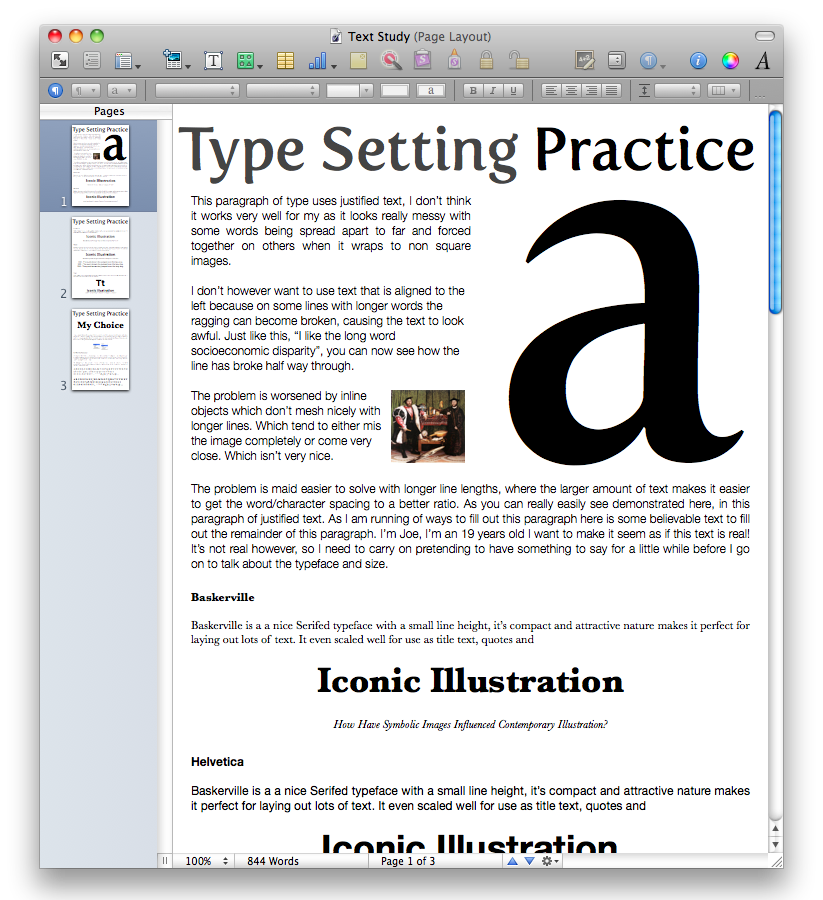 Text Study (Page Layout)
T
A
¶ ¶ a a B I U
Pages
Type Setting Practice
a
1
Type Setting Practice
Tt
2
Type Setting Practice
My Choice
3
Type Setting Practice
This paragraph of type uses justified text, I don't think
it works very well for my as it looks really messy with
some words being spread apart to far and forced
together on others when it wraps to non square
images.
a
I don't however want to use text that is aligned to the
left because on some lines with longer words the
ragging can become broken, causing the text to look
awful. Just like this, “I like the long word
socioeconomic disparity”, you can now see how the
line has broke half way through.
The problem is worsened by inline
objects which don't mesh nicely with
longer lines. Which tend to either mis
the image completely or come very
close. Which isn't very nice.
The problem is maid easier to solve with longer line lengths, where the larger amount of text makes it easier
to get the word/character spacing to a better ratio. As you can really easily see demonstrated here, in this
paragraph of justified text. As I am running of ways to fill out this paragraph here is some believable text to fill
out the remainder of this paragraph. I'm Joe, I'm an 19 years old I want to make it seem as if this text is real!
It's not real however, so I need to carry on pretending to have something to say for a little while before I go
on to talk about the typeface and size.
Baskerville
Baskerville is a a nice Serifed typeface with a small line height, it's compact and attractive nature makes it perfect for
laying out lots of text. It even scaled well for use as title text, quotes and
Iconic Illustration
How Have Symbolic Images Influenced Contemporary Illustration?
Helvetica
Baskerville is a a nice Serifed typeface with a small line height, it's compact and attractive nature makes
it perfect for laying out lots of text. It even scaled well for use as title text, quotes and
Iconic Illustration
100% 844 Words Page 1 of 3